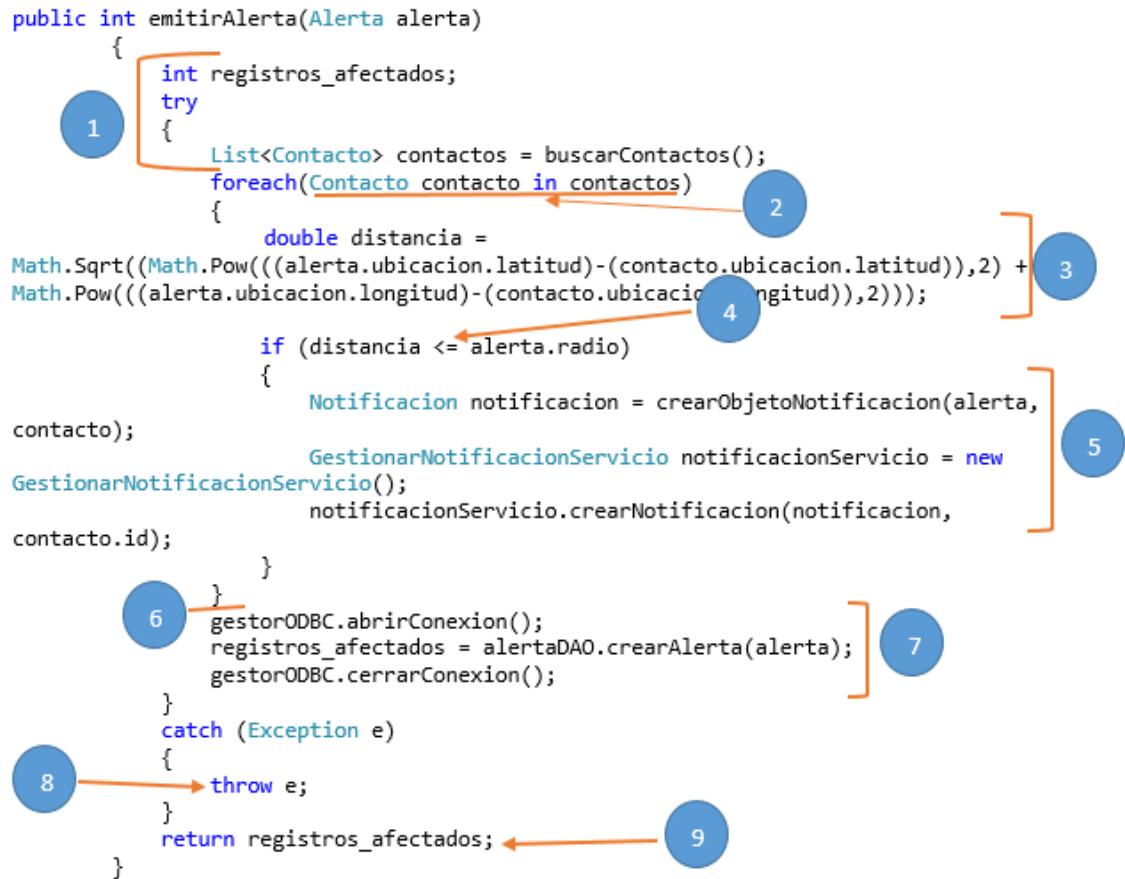 public int emitirAlerta(Alerta alerta)
{
int registros_afectados;
try
1
{
List<Contacto> contactos = buscarContactos();
foreach(Contacto contacto in contactos)
2
{
double distancia =
Math.Sqrt((Math.Pow(((alerta.ubicacion.latitud)-(contacto.ubicacion.latitud)),2) +
3
Math.Pow(((alerta.ubicacion.longitud)-(contacto.ubicacio ngitud)),2)));
4
if (distancia <= alerta.radio)
{
Notificacion notificacion = crearObjetoNotificacion(alerta,
contacto);
5
GestionarNotificacionServicio notificacionServicio = new
GestionarNotificacionServicio();
notificacionServicio.crearNotificacion(notificacion,
contacto.id);
}
}
6
gestorODBC.abrirConexion();
registros_afectados = alertaDAO.crearAlerta(alerta);
7
gestorODBC.cerrarConexion();
}
catch (Exception e)
{
8
throw e;
}
return registros_afectados;
9
}